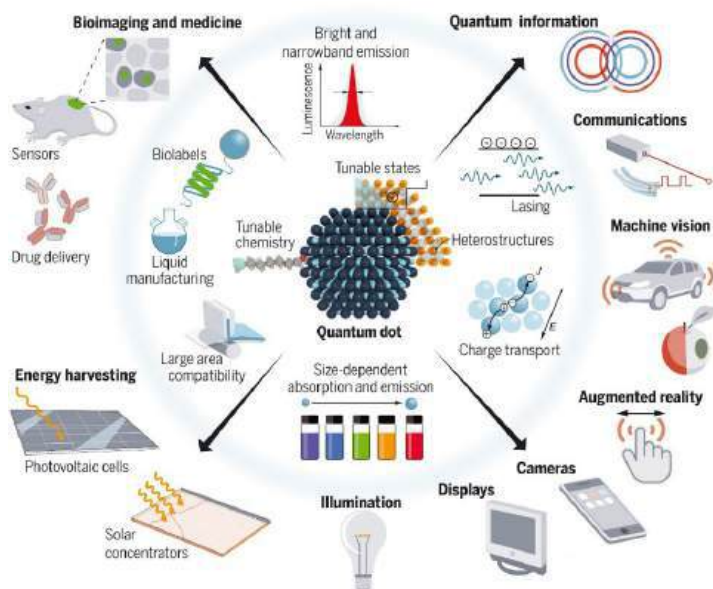 Bioimaging and medicine
Bright and
narrowband emission
Quantum information
Luminescence
Wavelength
Communications
Sensors
Biolabels
Tunable states
Lasing
Drug delivery
Liquid
manufacturing
Tunable
chemistry
Heterostructures
Machine vision
Quantum dot
J
E
Charge transport
Large area
compatibility
Energy harvesting
Size-dependent
absorption and emission
Augmented reality
Photovoltaic cells
Cameras
Displays
Illumination
Solar
concentrators